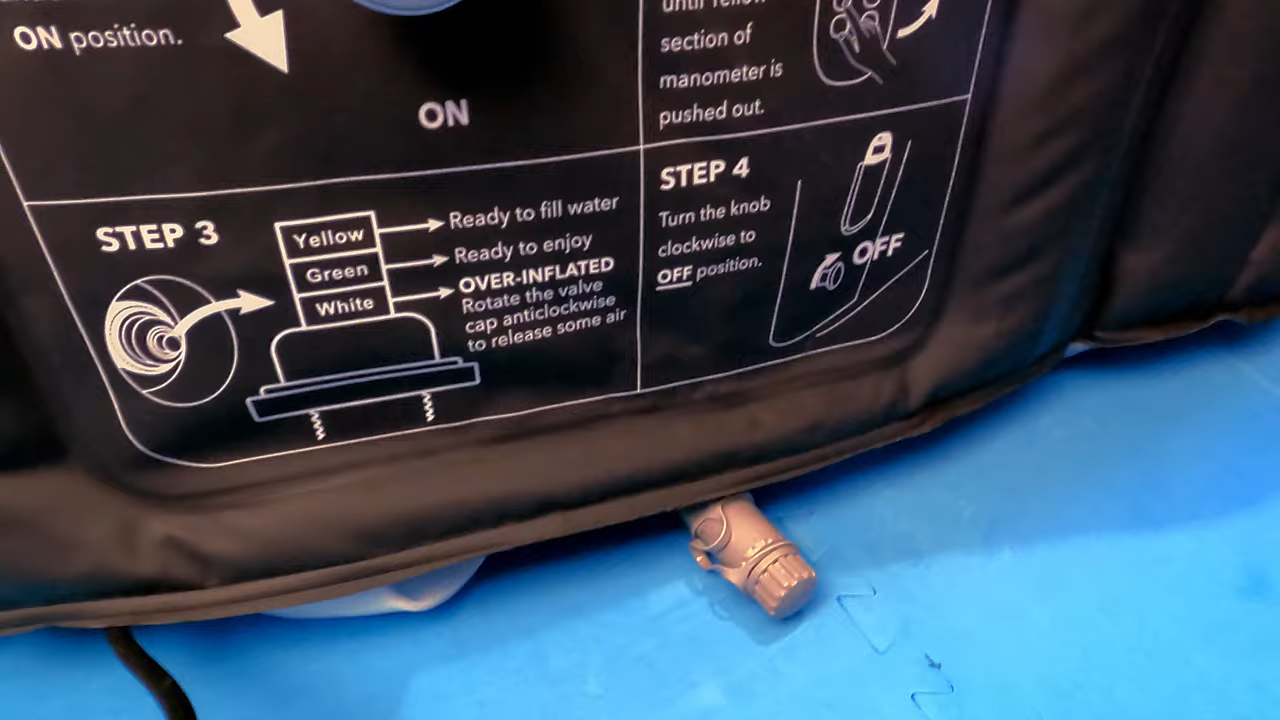 ON position.
ON
until Yellow
section of
manometer is
pushed out.
STEP 3
Yellow
Green
White
Ready to fill water
Ready to enjoy
OVER-INFLATED
Rotate the valve
cap anticlockwise
to release some air
STEP 4
Turn the knob
clockwise to
OFF position.
OFF